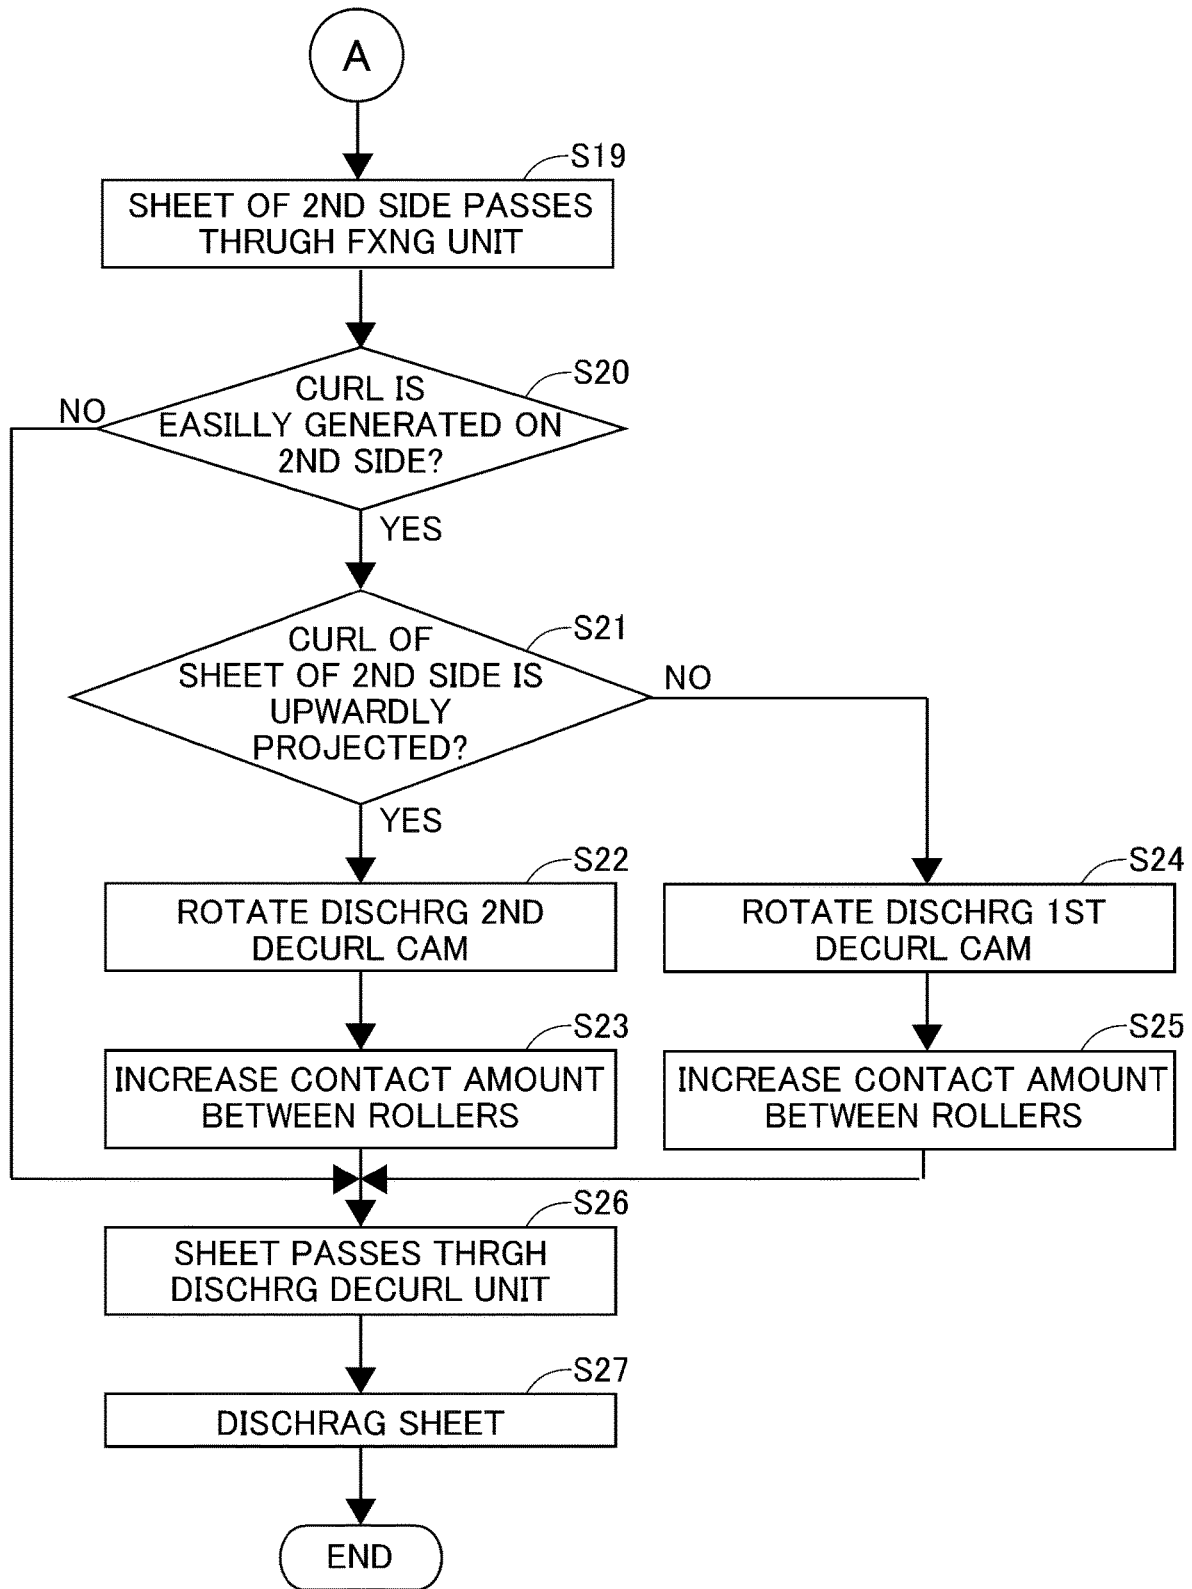 A
S19
SHEET OF 2ND SIDE PASSES
THRUGH FXNG UNIT
S20
CURL IS
EASILLY GENERATED ON
2ND SIDE?
NO
YES
S21
CURL OF
SHEET OF 2ND SIDE IS
UPWARDLY
PROJECTED?
NO
YES
S22
ROTATE DISCHRG 2ND
DECURL CAM
S24
ROTATE DISCHRG 1ST
DECURL CAM
S23
INCREASE CONTACT AMOUNT
BETWEEN ROLLERS
S25
INCREASE CONTACT AMOUNT
BETWEEN ROLLERS
S26
SHEET PASSES THRGH
DISCHRG DECURL UNIT
S27
DISCHRAG SHEET
END